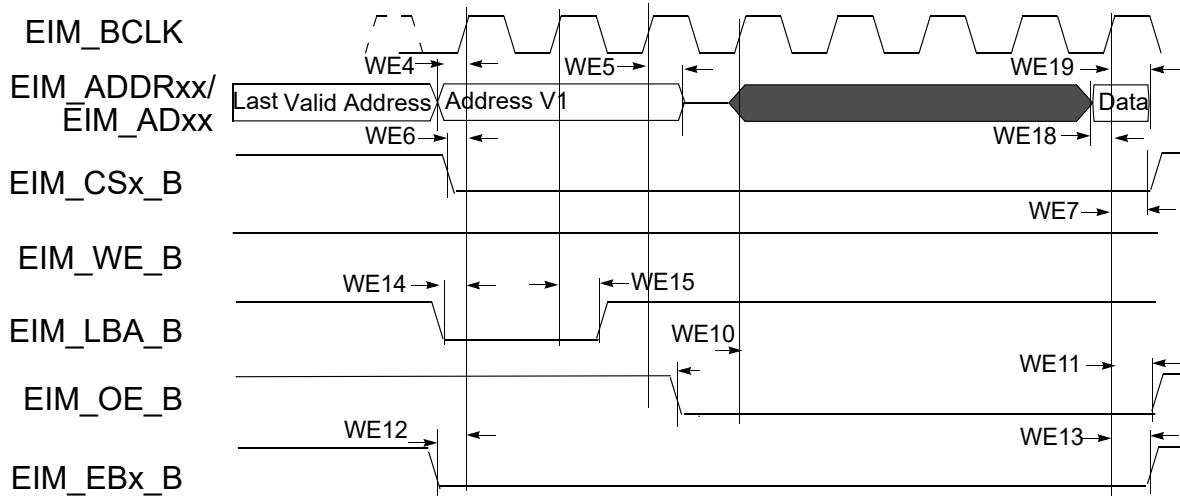 EIM_BCLK
WE4
WE5
WE19
EIM_ADDRxx/
EIM_ADxx
Last Valid Address
Address V1
Data
WE6
WE18
EIM_CSx_B
WE7
EIM_WE_B
WE14
WE15
EIM_LBA_B
WE10
WE11
EIM_OE_B
WE12
WE13
EIM_EBx_B